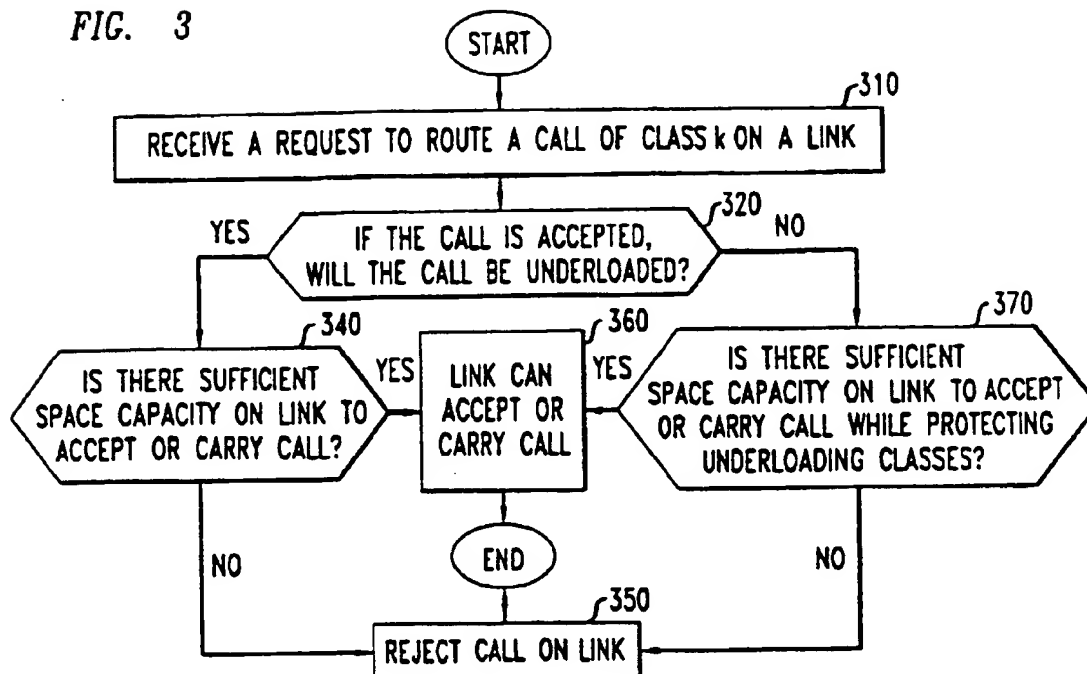 FIG. 3
START
310
RECEIVE A REQUEST TO ROUTE A CALL OF CLASS k ON A LINK
320
YES
IF THE CALL IS ACCEPTED,
WILL THE CALL BE UNDERLOADED?
NO
340
IS THERE SUFFICIENT
SPACE CAPACITY ON LINK TO
ACCEPT OR CARRY CALL?
YES
360
LINK CAN
ACCEPT OR
CARRY CALL
YES
370
IS THERE SUFFICIENT
SPACE CAPACITY ON LINK TO ACCEPT
OR CARRY CALL WHILE PROTECTING
UNDERLOADING CLASSES?
NO
END
NO
350
REJECT CALL ON LINK